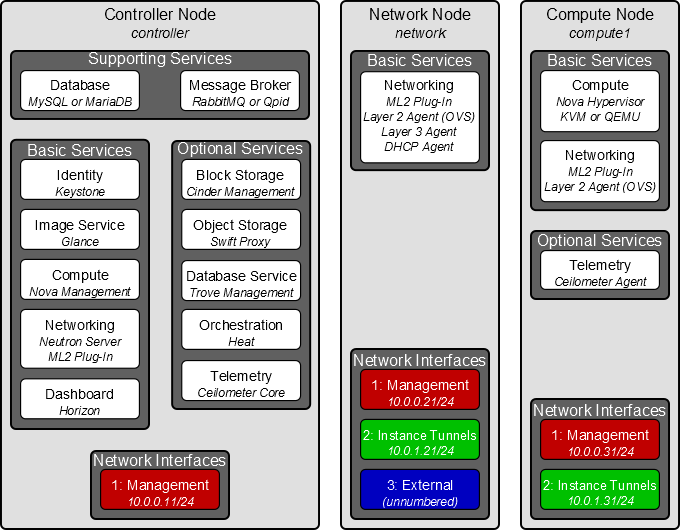 Controller Node
controller
Supporting Services
Database
MySQL or MariaDB
Message Broker
RabbitMQ or Qpid
Basic Services
Identity
Keystone
Image Service
Glance
Compute
Nova Management
Networking
Neutron Server
ML2 Plug-In
Dashboard
Horizon
Optional Services
Block Storage
Cinder Management
Object Storage
Swift Proxy
Database Service
Trove Management
Orchestration
Heat
Telemetry
Ceilometer Core
Network Interfaces
1: Management
10.0.0.11/24
Network Node
network
Basic Services
Networking
ML2 Plug-In
Layer 2 Agent (OVS)
Layer 3 Agent
DHCP Agent
Network Interfaces
1: Management
10.0.0.21/24
2: Instance Tunnels
10.0.1.21/24
3: External
(unnumbered)
Compute Node
compute1
Basic Services
Compute
Nova Hypervisor
KVM or QEMU
Networking
ML2 Plug-In
Layer 2 Agent (OVS)
Optional Services
Telemetry
Ceilometer Agent
Network Interfaces
1: Management
10.0.0.31/24
2: Instance Tunnels
10.0.1.31/24